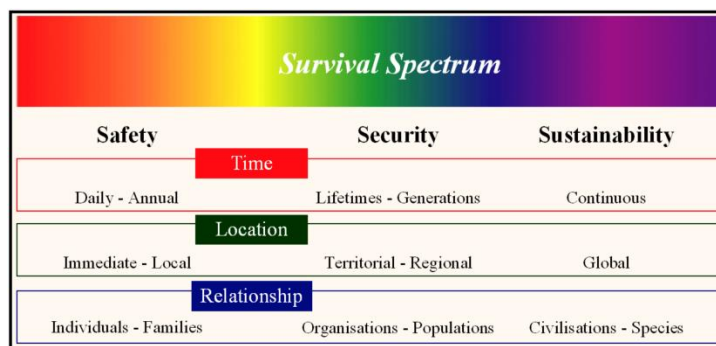 Survival Spectrum
Safety Security Sustainability
Time
Daily - Annual Lifetimes - Generations Continuous
Location
Immediate - Local Territorial - Regional Global
Relationship
Individuals - Families Organisations - Populations Civilisations - Species